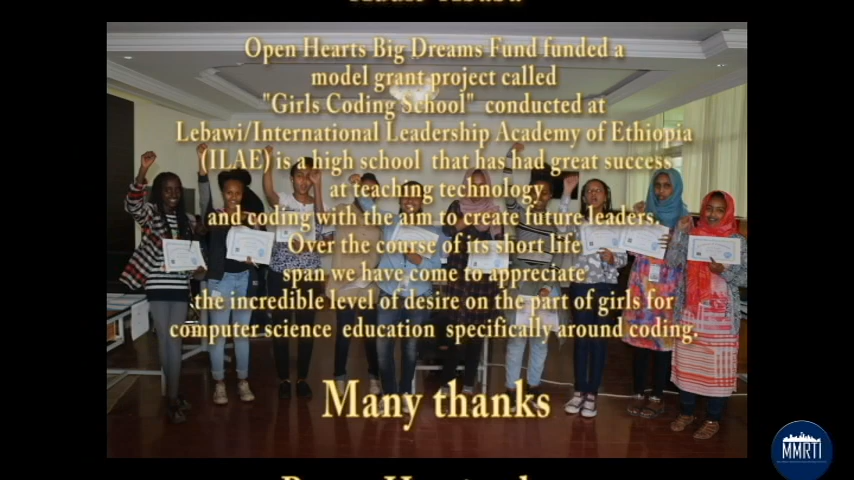 Open Hearts Big Dreams Fund funded a
model grant project called
"Girls Coding School" conducted at
Lebawi/International Leadership Academy of Ethiopia
(ILAE) is a high school that has had great success
at teaching technology
and coding with the aim to create future leaders.
Over the course of its short life
span we have come to appreciate
the incredible level of desire on the part of girls for
computer science education specifically around coding.
Many thanks
MMRTI